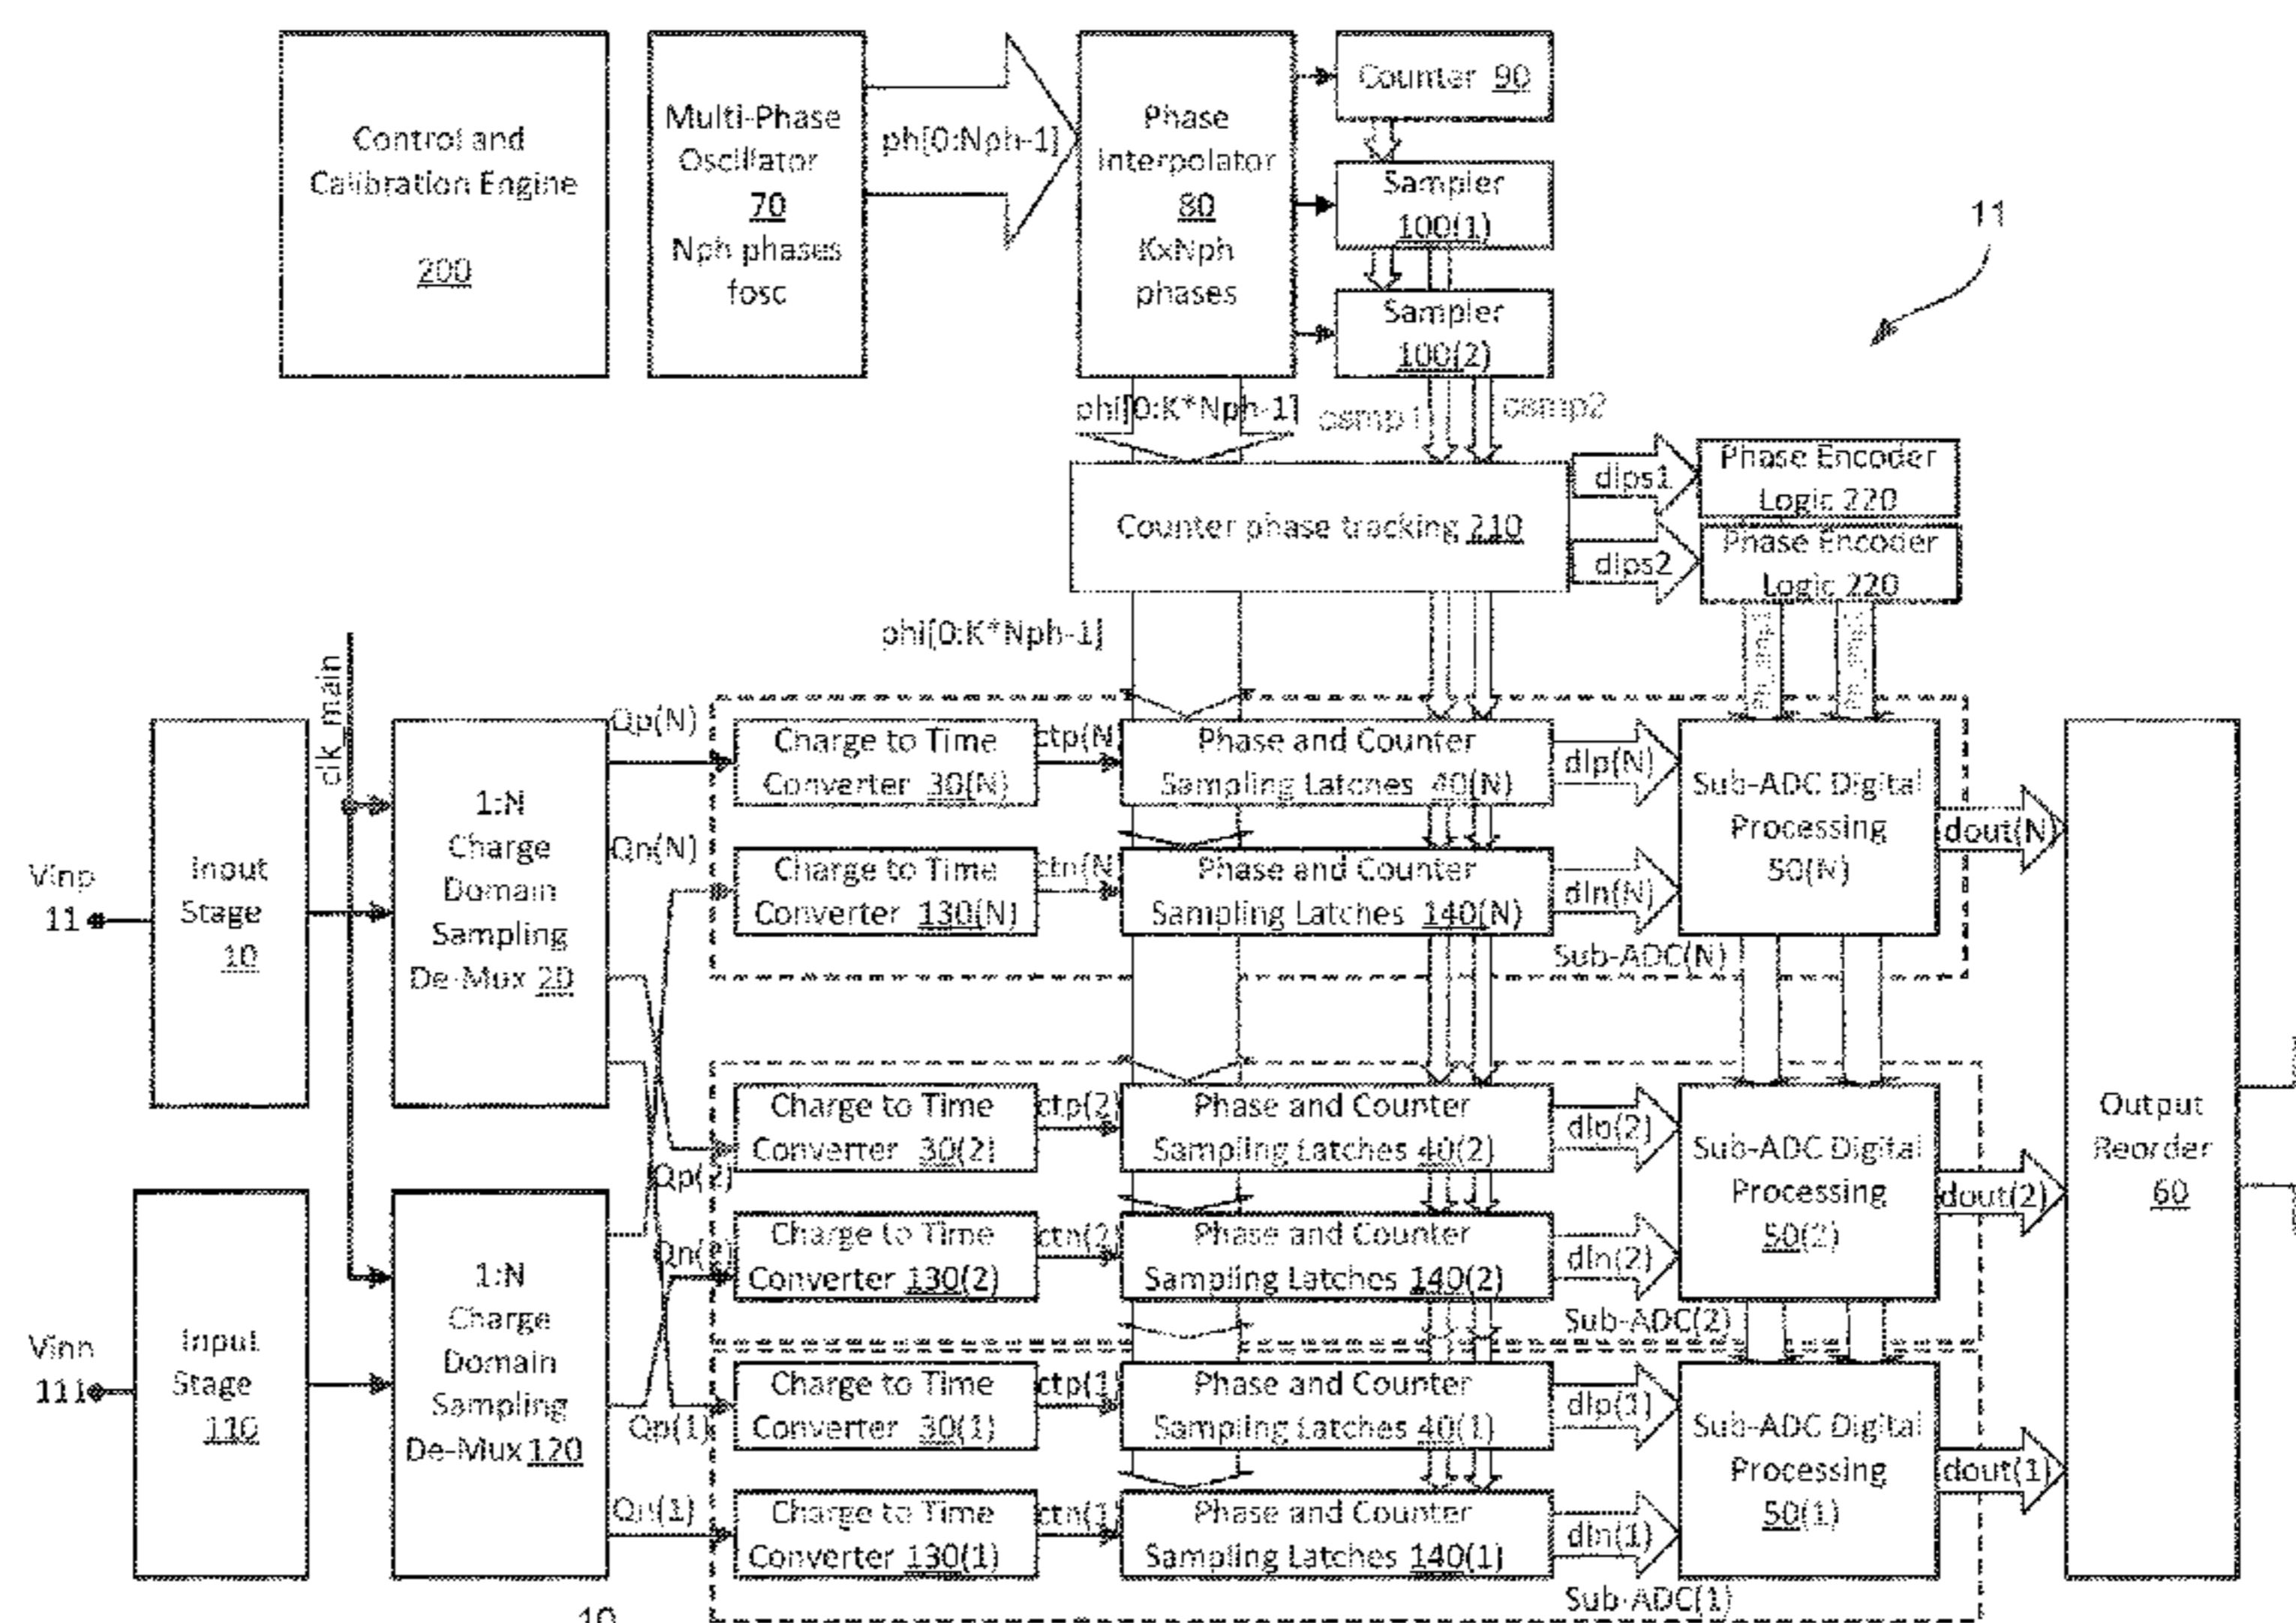 Control and
Calibration Engine
200
Multi-Phase
Oscillator
70
Nph phases
fosc
ph[0:Nph-1]
Phase
Interpolator
80
KxNph
phases
Counter 90
Sampler
100(1)
Sampler
100(2)
11
phi[0:K*Nph-1]
csmp1
csmp2
Counter phase tracking 210
dlps1
dlps2
Phase Encoder
Logic 220
Phase Encoder
Logic 220
phi[0:K*Nph-1]
clk_main
Vinp
11
Input
Stage
10
1:N
Charge
Domain
Sampling
De-Mux 20
Qp(N)
Qn(N)
Charge to Time
Converter 30(N)
ctp(N)
Phase and Counter
Sampling Latches 40(N)
dlp(N)
Charge to Time
Converter 130(N)
ctn(N)
Phase and Counter
Sampling Latches 140(N)
dln(N)
Sub-ADC Digital
Processing
50(N)
dout(N)
Sub-ADC(N)
Vinn
111
Input
Stage
110
1:N
Charge
Domain
Sampling
De-Mux 120
Qp(2)
Qn(2)
Charge to Time
Converter 30(2)
ctp(2)
Phase and Counter
Sampling Latches 40(2)
dlp(2)
Charge to Time
Converter 130(2)
ctn(2)
Phase and Counter
Sampling Latches 140(2)
dln(2)
Sub-ADC Digital
Processing
50(2)
dout(2)
Sub-ADC(2)
Output
Reorder
60
Qp(1)
Qn(1)
Charge to Time
Converter 30(1)
ctp(1)
Phase and Counter
Sampling Latches 40(1)
dlp(1)
Charge to Time
Converter 130(1)
ctn(1)
Phase and Counter
Sampling Latches 140(1)
dln(1)
Sub-ADC Digital
Processing
50(1)
dout(1)
Sub-ADC(1)
10